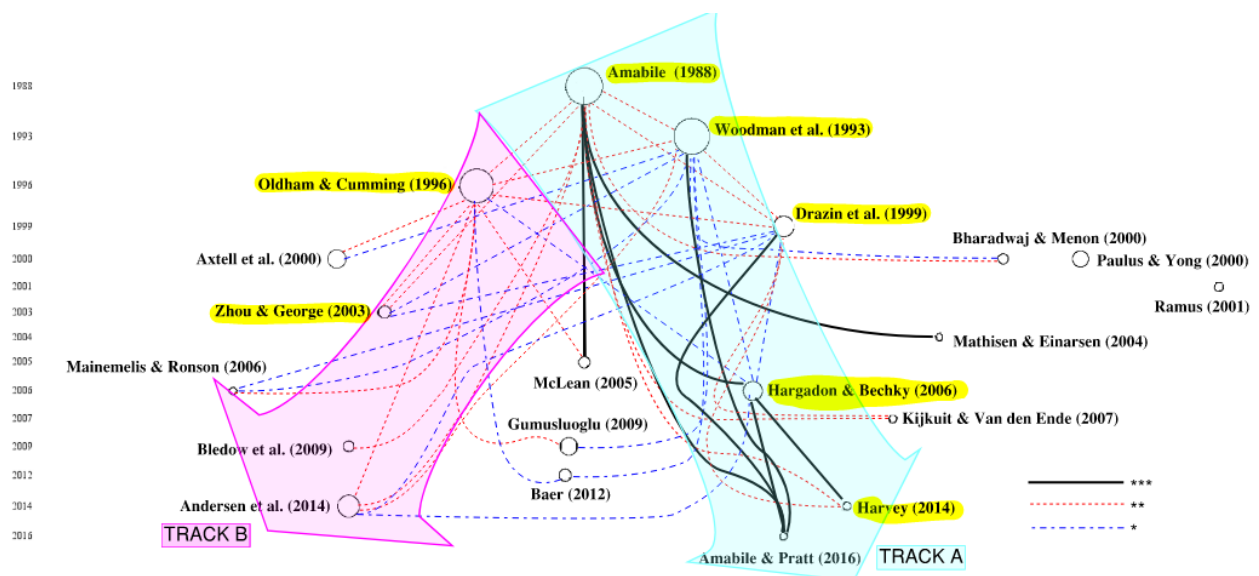 1988
Amabile (1988)
1993
Woodman et al. (1993)
1996
Oldham & Cumming (1996)
1999
Drazin et al. (1999)
Bharadwaj & Menon (2000)
2000
Axtell et al. (2000)
Paulus & Yong (2000)
2001
Ramus (2001)
2003
Zhou & George (2003)
2004
Mathisen & Einarsen (2004)
2005
Mainemelis & Ronson (2006)
McLean (2005)
2006
Hargadon & Bechky (2006)
2007
Gumusluoglu (2009)
Kijkuit & Van den Ende (2007)
2009
Bledow et al. (2009)
2012
Baer (2012)
***
2014
Andersen et al. (2014)
Harvey (2014)
**
*
2016
TRACK B
Amabile & Pratt (2016)
TRACK A